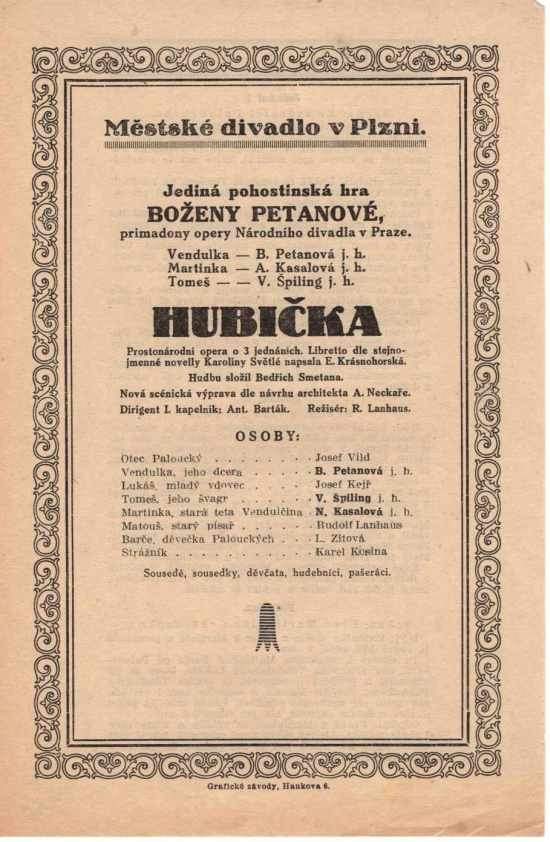 Městské divadlo v Plzni.
Jediná pohostinská hra
BOŽENY PETANOVÉ,
primadony opery Národního divadla v Praze.
Vendulka — B. Petanová j. h.
Martinka — A. Kasalová j. h.
Tomeš — — V. Špiling j. h.
HUBIČKA
Prostonárodní opera o 3 jednáních. Libretto dle stejno-
jmenné novelly Karoliny Světlé napsala E. Krásnohorská.
Hudbu složil Bedřich Smetana.
Nová scénická výprava dle návrhu architekta A. Neckaře.
Dirigent I. kapelník: Ant. Barták. Režisér: R. Lanhaus.
OSOBY:
Otec Paloucký . . . . . . . Josef Vild
Vendulka, jeho dcera . . . . . B. Petanová j. h.
Lukáš, mladý vdovec . . . . . Josef Kejř
Tomeš, jeho švagr . . . . . . V. Špiling j. h.
Martinka, stará teta Vendulčina . N. Kasalová j. h.
Matouš, starý pisař . . . . . . Rudolf Lanhaus
Barče, děvečka Palouckých . . . L. Zitová
Strážník . . . . . . . . . . Karel Kosina
Sousedé, sousedky, děvčata, hudebníci, pašeráci.
Grafické závody, Hankova 6.